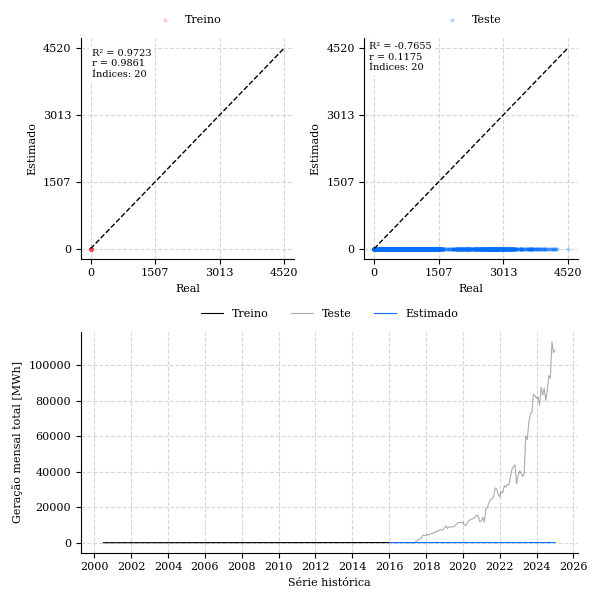 Treino
Teste
R² = 0.9723
r = 0.9861
Índices: 20
R² = -0.7655
r = 0.1175
Índices: 20
4520
3013
1507
0
Estimado
0 1507 3013 4520
Real
4520
3013
1507
0
Estimado
0 1507 3013 4520
Real
Treino Teste Estimado
Geração mensal total [MWh]
100000
80000
60000
40000
20000
0
2000 2002 2004 2006 2008 2010 2012 2014 2016 2018 2020 2022 2024 2026
Série histórica